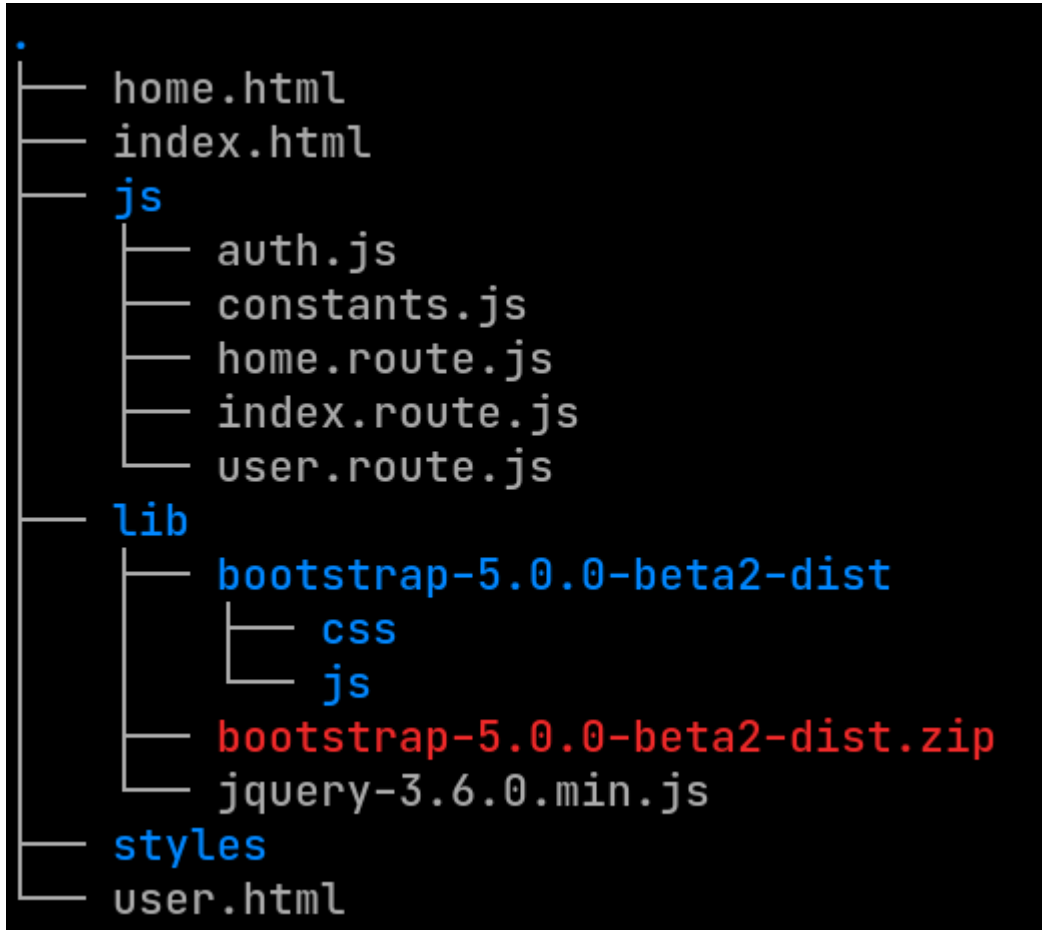 .
├── home.html
├── index.html
├── js
│   ├── auth.js
│   ├── constants.js
│   ├── home.route.js
│   ├── index.route.js
│   └── user.route.js
├── lib
│   ├── bootstrap-5.0.0-beta2-dist
│   │   ├── css
│   │   └── js
│   ├── bootstrap-5.0.0-beta2-dist.zip
│   └── jquery-3.6.0.min.js
├── styles
└── user.html